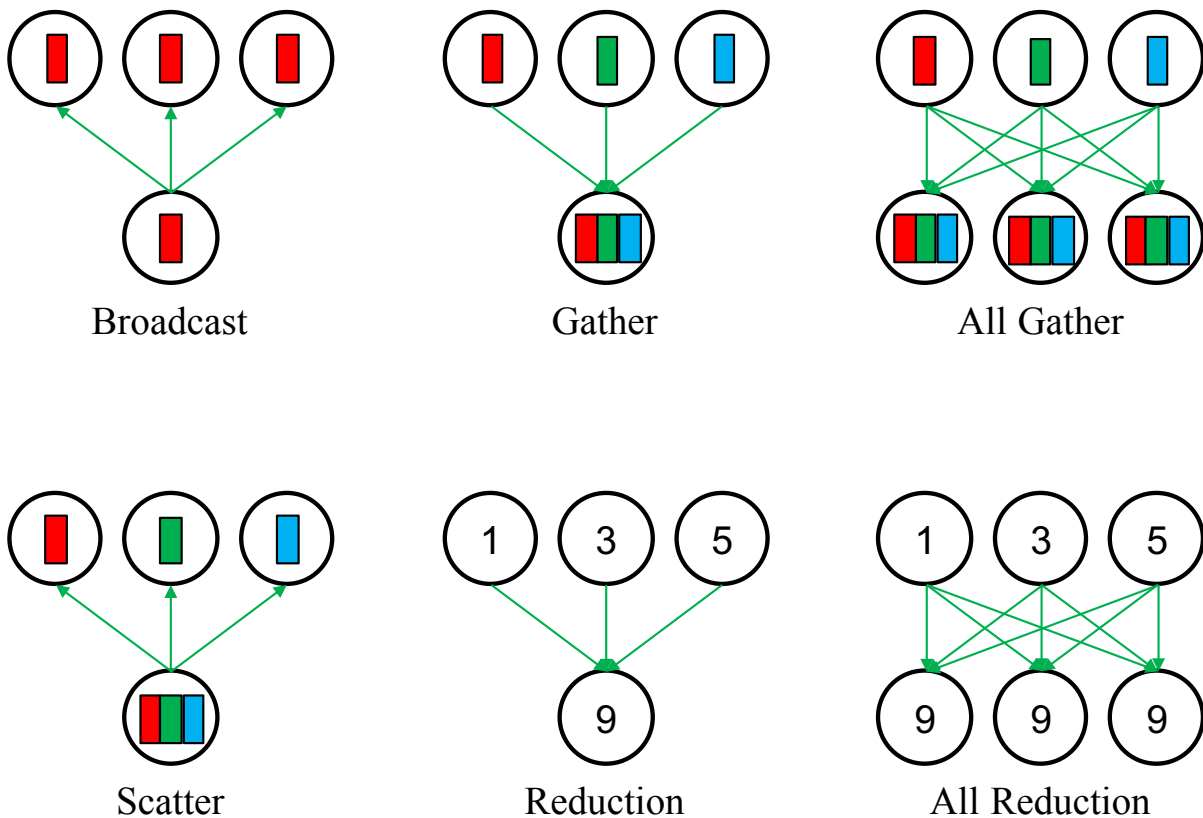 Broadcast
Gather
All Gather
1 3 5
1 3 5
9
9 9 9
Scatter
Reduction
All Reduction